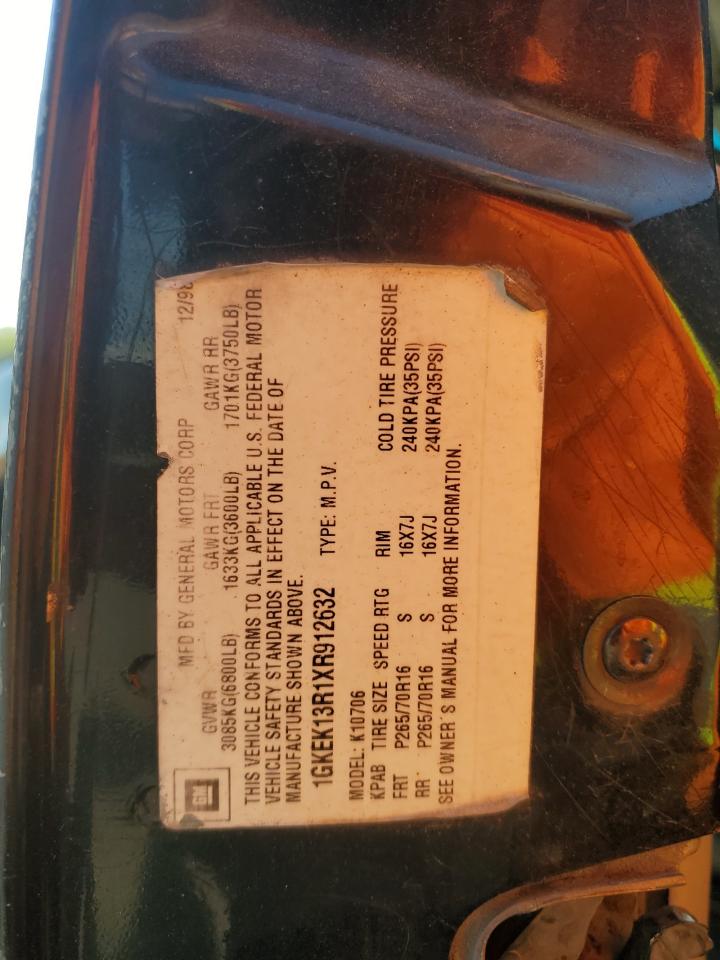 GM
MFD BY GENERAL MOTORS CORP 12/98
GVWR GAWR FRT GAWR RR
3085KG(6800LB) 1633KG(3600LB) 1701KG(3750LB)
THIS VEHICLE CONFORMS TO ALL APPLICABLE U.S. FEDERAL MOTOR
VEHICLE SAFETY STANDARDS IN EFFECT ON THE DATE OF
MANUFACTURE SHOWN ABOVE.
1GKEK13R1XR912632 TYPE: M.P.V.
MODEL: K10706
KPAB TIRE SIZE SPEED RTG RIM COLD TIRE PRESSURE
FRT P265/70R16 S 16X7J 240KPA(35PSI)
RR P265/70R16 S 16X7J 240KPA(35PSI)
SEE OWNER'S MANUAL FOR MORE INFORMATION.